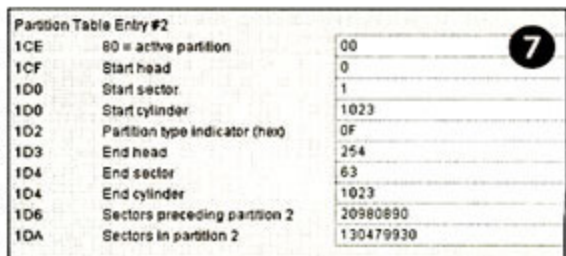 Partition Table Entry #2
7
1CE 80 = active partition 00
1CF Start head 0
1D0 Start sector 1
1D0 Start cylinder 1023
1D2 Partition type indicator (hex) 0F
1D3 End head 254
1D4 End sector 63
1D4 End cylinder 1023
1D6 Sectors preceding partition 2 20980890
1DA Sectors in partition 2 130479930